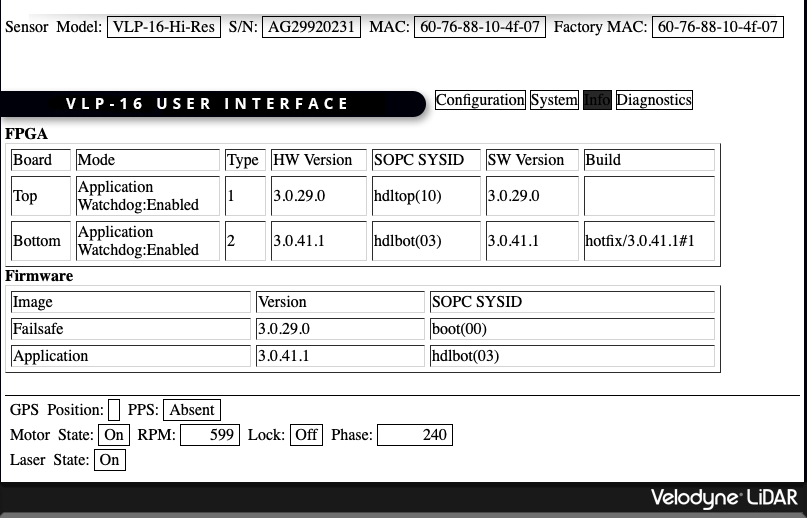 Sensor Model: VLP-16-Hi-Res S/N: AG29920231 MAC: 60-76-88-10-4f-07 Factory MAC: 60-76-88-10-4f-07
VLP-16 USER INTERFACE Configuration System Info Diagnostics
FPGA
Board Mode Type HW Version SOPC SYSID SW Version Build
Top Application Watchdog:Enabled 1 3.0.29.0 hdltop(10) 3.0.29.0
Bottom Application Watchdog:Enabled 2 3.0.41.1 hdlbot(03) 3.0.41.1 hotfix/3.0.41.1#1
Firmware
Image Version SOPC SYSID
Failsafe 3.0.29.0 boot(00)
Application 3.0.41.1 hdlbot(03)
GPS Position: PPS: Absent
Motor State: On RPM: 599 Lock: Off Phase: 240
Laser State: On
Velodyne LiDAR